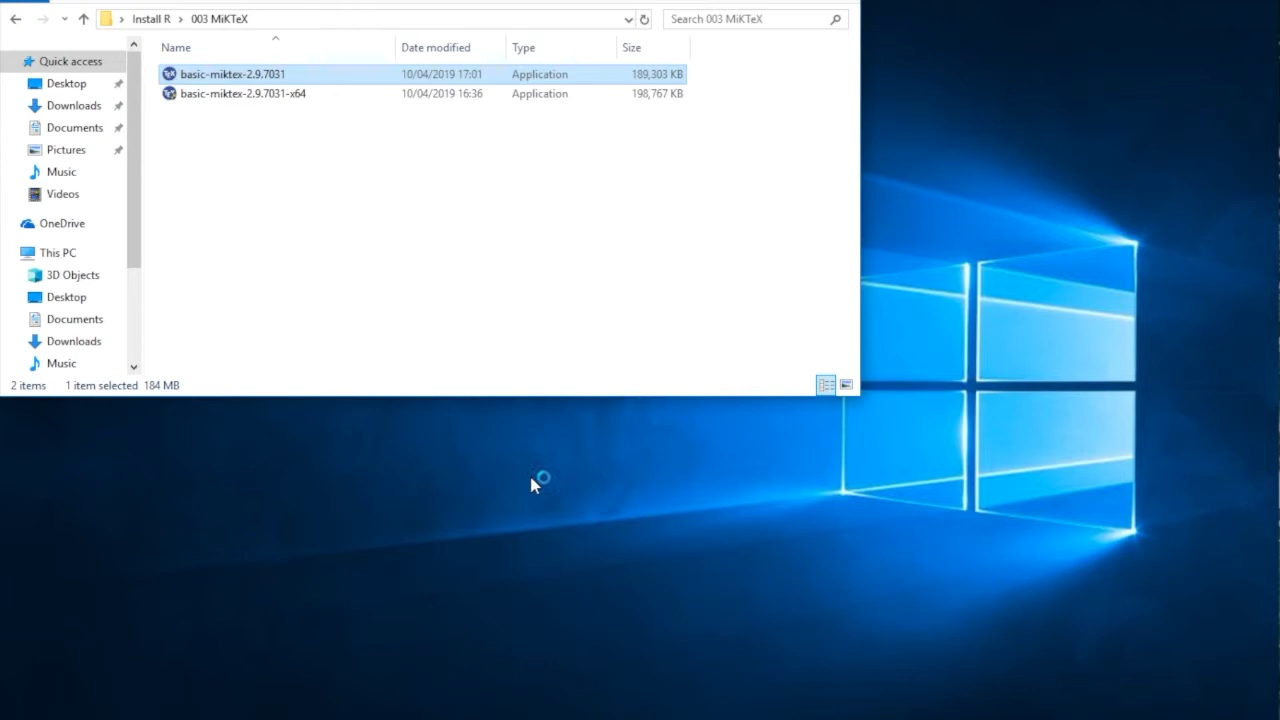 Install R > 003 MiKTeX
Search 003 MiKTeX
Name Date modified Type Size
basic-miktex-2.9.7031 10/04/2019 17:01 Application 189,303 KB
basic-miktex-2.9.7031-x64 10/04/2019 16:36 Application 198,767 KB
Quick access
Desktop
Downloads
Documents
Pictures
Music
Videos
OneDrive
This PC
3D Objects
Desktop
Documents
Downloads
Music
2 items 1 item selected 184 MB